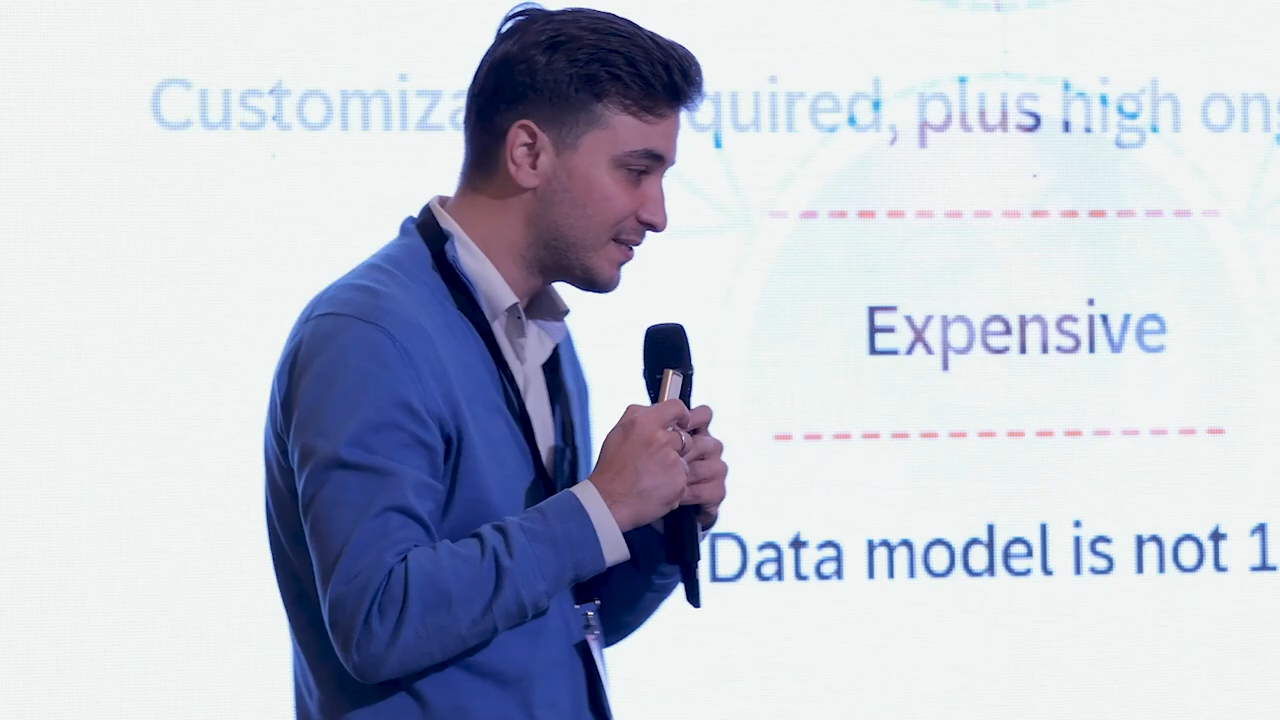 Customiza quired, plus high on
Expensive
Data model is not 1